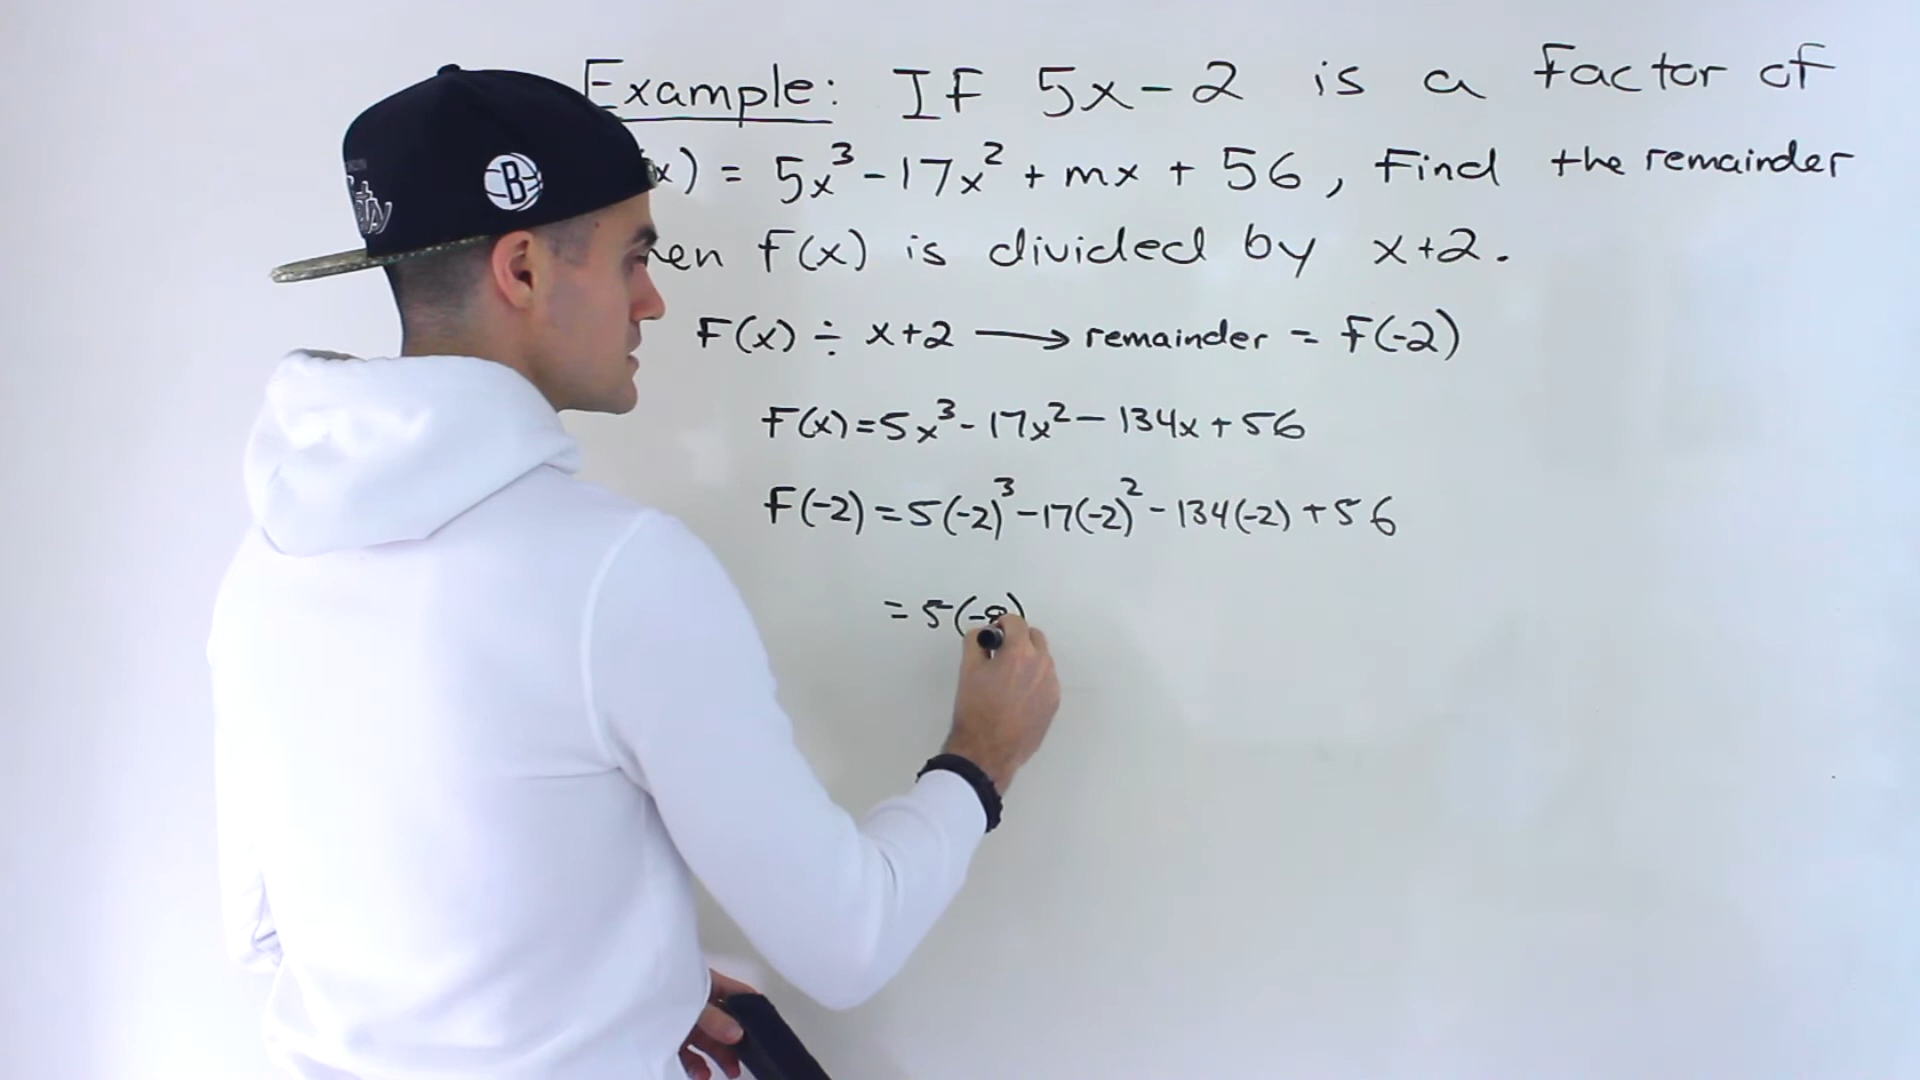 Example: IF 5x-2 is a factor of
x) = 5x³-17x² + mx + 56, find the remainder
en f(x) is divided by x+2.
F(x) ÷ x+2 ⟶ remainder = f(-2)
F(x)=5x³-17x²-134x+56
F(-2)=5(-2)³-17(-2)²-134(-2)+56
=5(-8)
B